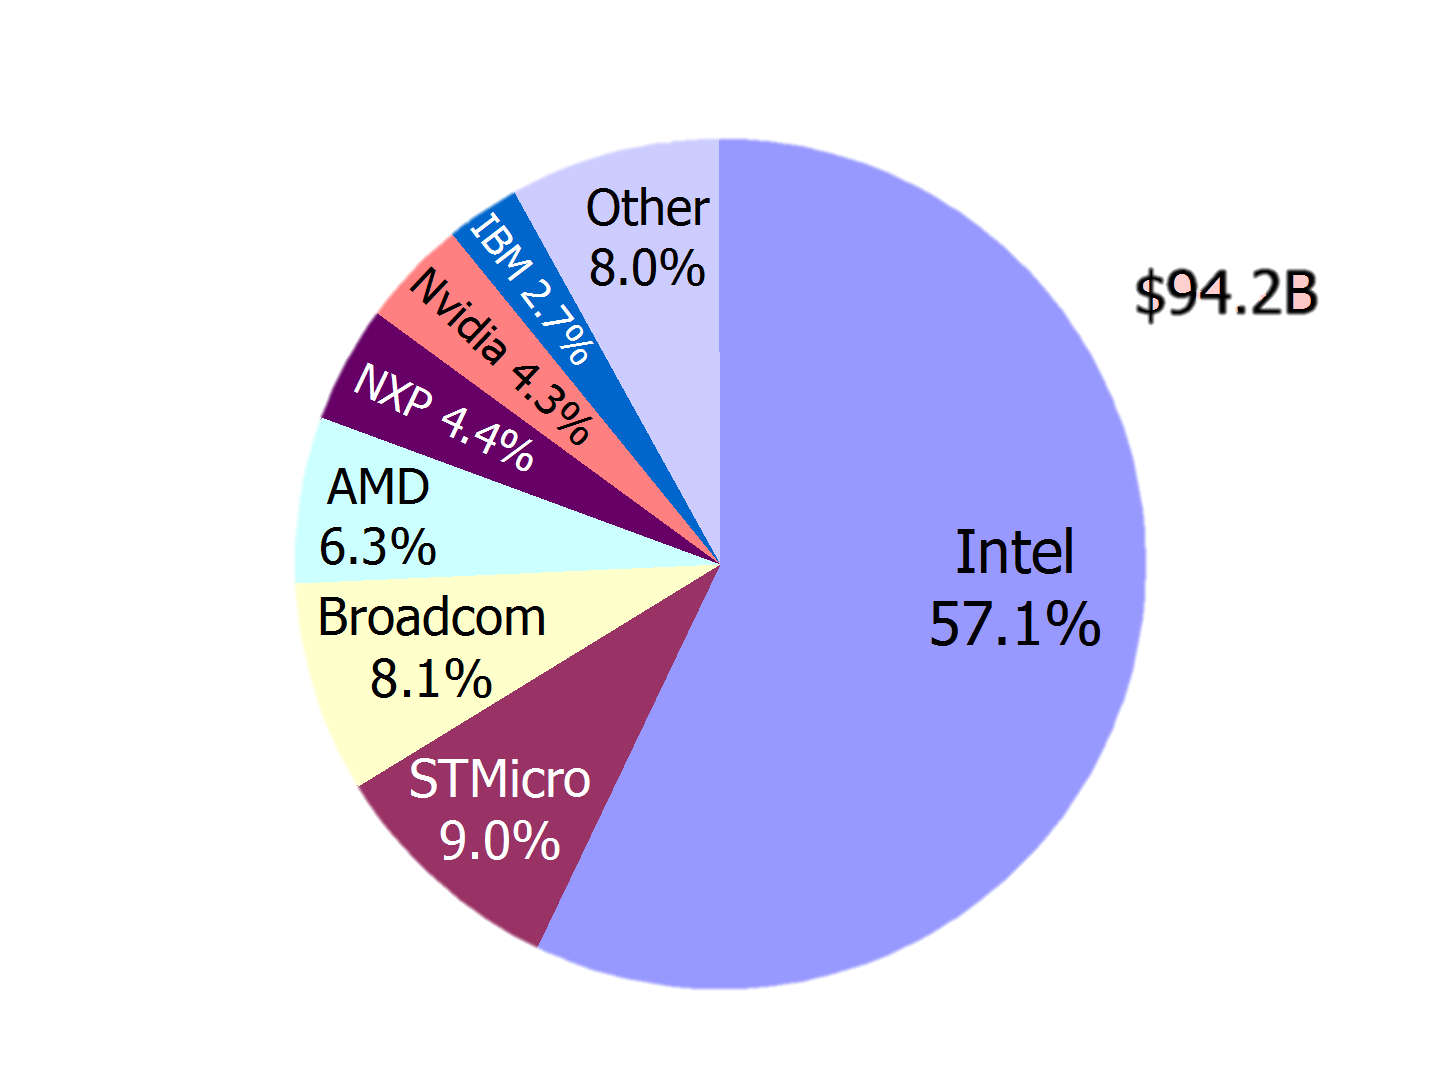 Other
8.0%
IBM 2.7%
Nvidia 4.3%
NXP 4.4%
AMD
6.3%
Broadcom
8.1%
STMicro
9.0%
Intel
57.1%
$94.2B